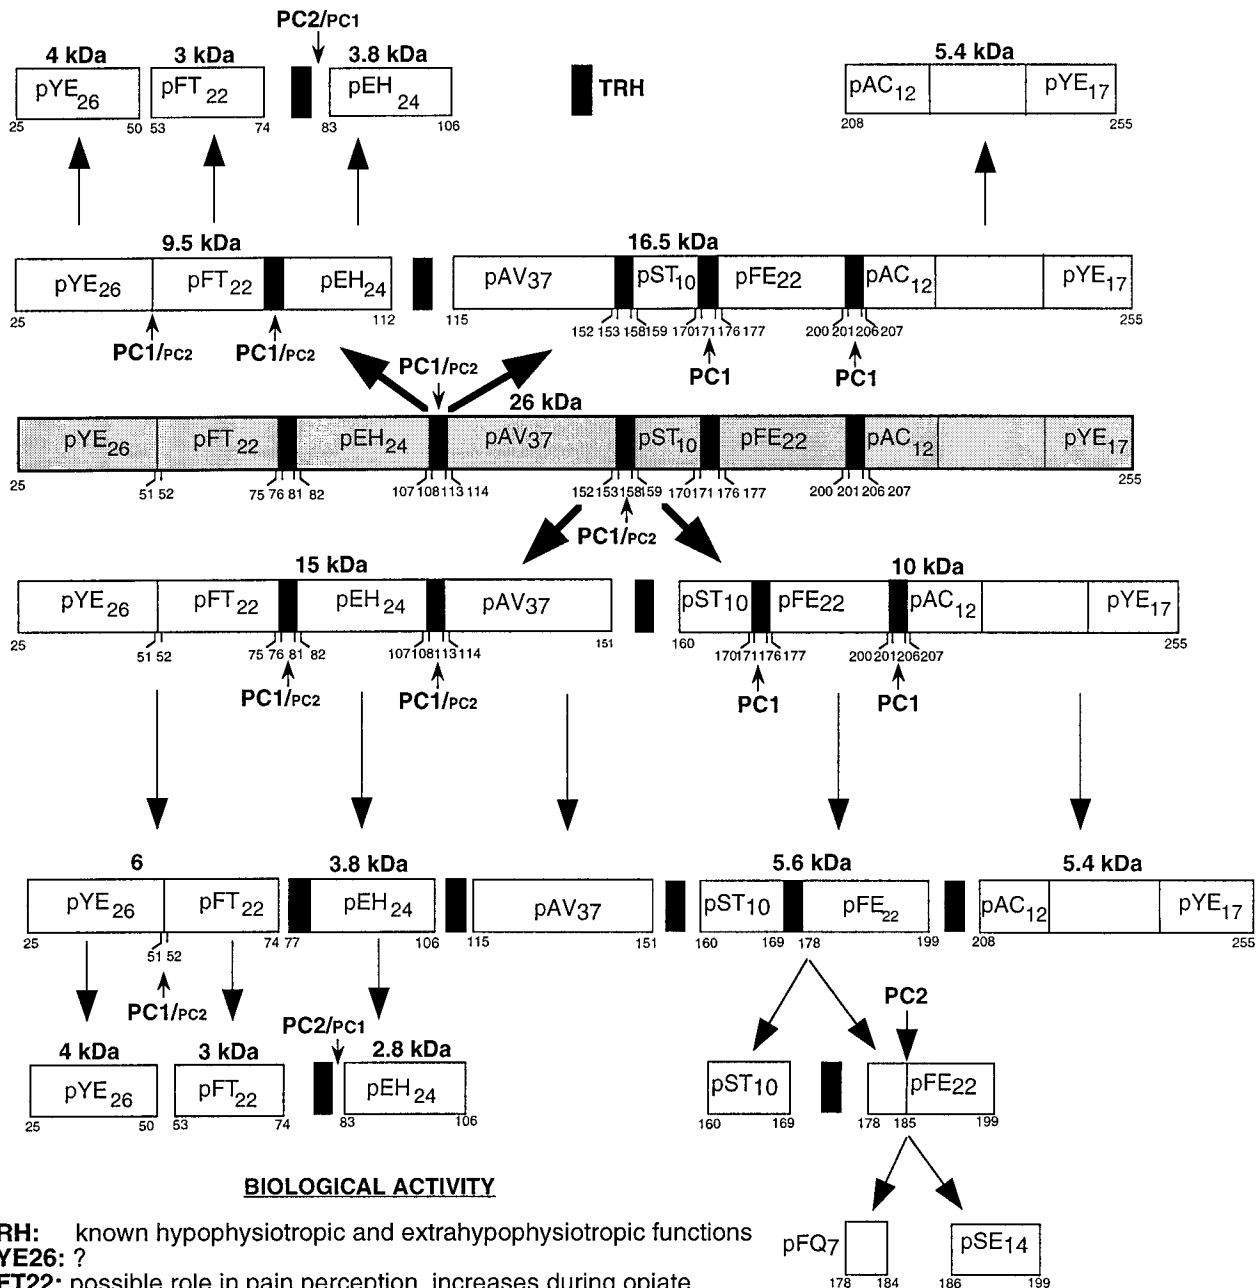 PC2/PC1
4 kDa 3 kDa 3.8 kDa 5.4 kDa
pYE26 pFT22 pEH24 TRH pAC12 pYE17
25 50 53 74 83 106 208 255
9.5 kDa 16.5 kDa
pYE26 pFT22 pEH24 pAV37 pST10 pFE22 pAC12 pYE17
25 112 115 152 153 158 159 170 171 176 177 200 201 206 207 255
PC1/PC2 PC1/PC2 PC1/PC2 PC1 PC1
26 kDa
pYE26 pFT22 pEH24 pAV37 pST10 pFE22 pAC12 pYE17
25 51 52 75 76 81 82 107 108 113 114 152 153 158 159 170 171 176 177 200 201 206 207 255
PC1/PC2
15 kDa 10 kDa
pYE26 pFT22 pEH24 pAV37 pST10 pFE22 pAC12 pYE17
25 51 52 75 76 81 82 107 108 113 114 151 160 170 171 176 177 200 201 206 207 255
PC1/PC2 PC1/PC2 PC1 PC1
6 3.8 kDa 5.6 kDa 5.4 kDa
pYE26 pFT22 pEH24 pAV37 pST10 pFE22 pAC12 pYE17
25 51 52 74 77 106 115 151 160 169 178 199 208 255
PC1/PC2 PC2/PC1 PC2
4 kDa 3 kDa 2.8 kDa
pYE26 pFT22 pEH24 pST10 pFE22
25 50 53 74 83 106 160 169 178 185 199
BIOLOGICAL ACTIVITY
RH: known hypophysiotropic and extrahypophysiotropic functions
YE26: ?
FT22: possible role in pain perception, increases during opiate
pFQ7 pSE14
178 184 186 199